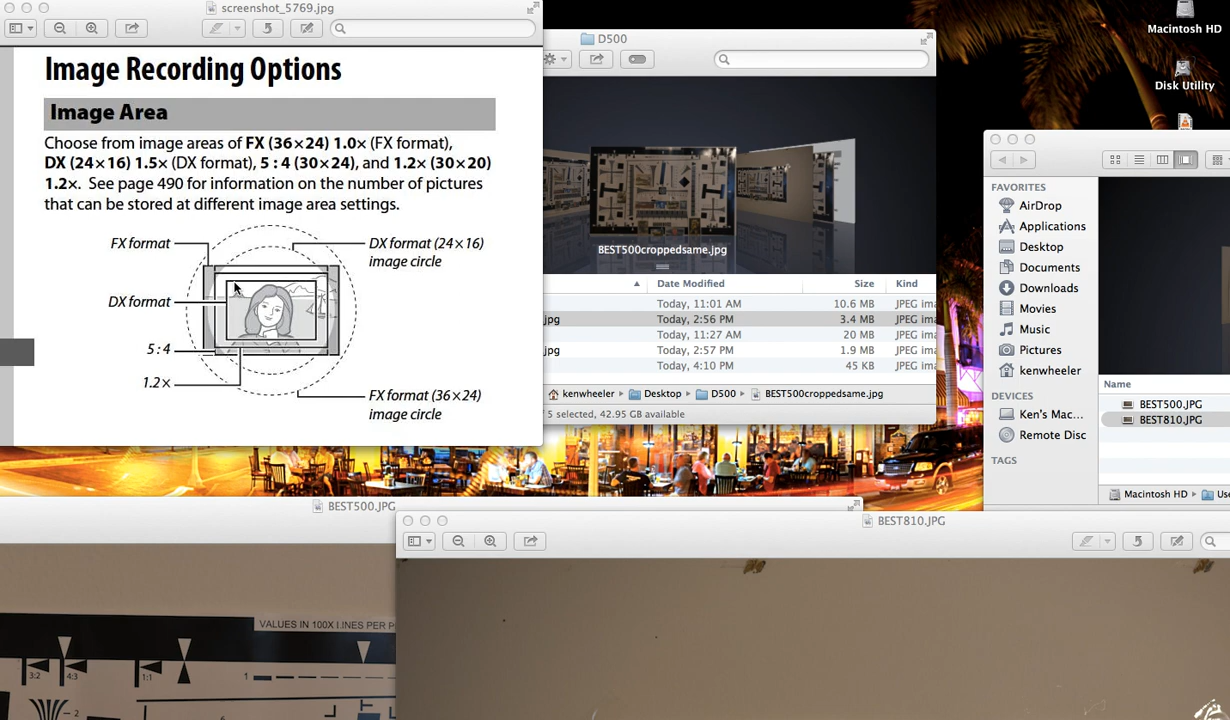 screenshot_5769.jpg
Image Recording Options
Image Area
Choose from image areas of FX (36×24) 1.0× (FX format),
DX (24×16) 1.5× (DX format), 5 : 4 (30×24), and 1.2× (30×20)
1.2×. See page 490 for information on the number of pictures
that can be stored at different image area settings.
FX format
DX format (24×16)
image circle
DX format
5 : 4
1.2×
FX format (36×24)
image circle
D500
BEST500croppedsame.jpg
Date Modified Size Kind
Today, 11:01 AM 10.6 MB JPEG ima
jpg Today, 2:56 PM 3.4 MB JPEG ima
Today, 11:27 AM 20 MB JPEG ima
jpg Today, 2:57 PM 1.9 MB JPEG ima
Today, 4:10 PM 45 KB JPEG ima
kenwheeler Desktop D500 BEST500croppedsame.jpg
5 selected, 42.95 GB available
Macintosh HD
Disk Utility
FAVORITES
AirDrop
Applications
Desktop
Documents
Downloads
Movies
Music
Pictures
kenwheeler
DEVICES
Ken's Mac...
Remote Disc
TAGS
Name
BEST500.JPG
BEST810.JPG
Macintosh HD Use
BEST500.JPG
VALUES IN 100X LINES PER P
3:2 4:3 1:1 1
2
6
BEST810.JPG